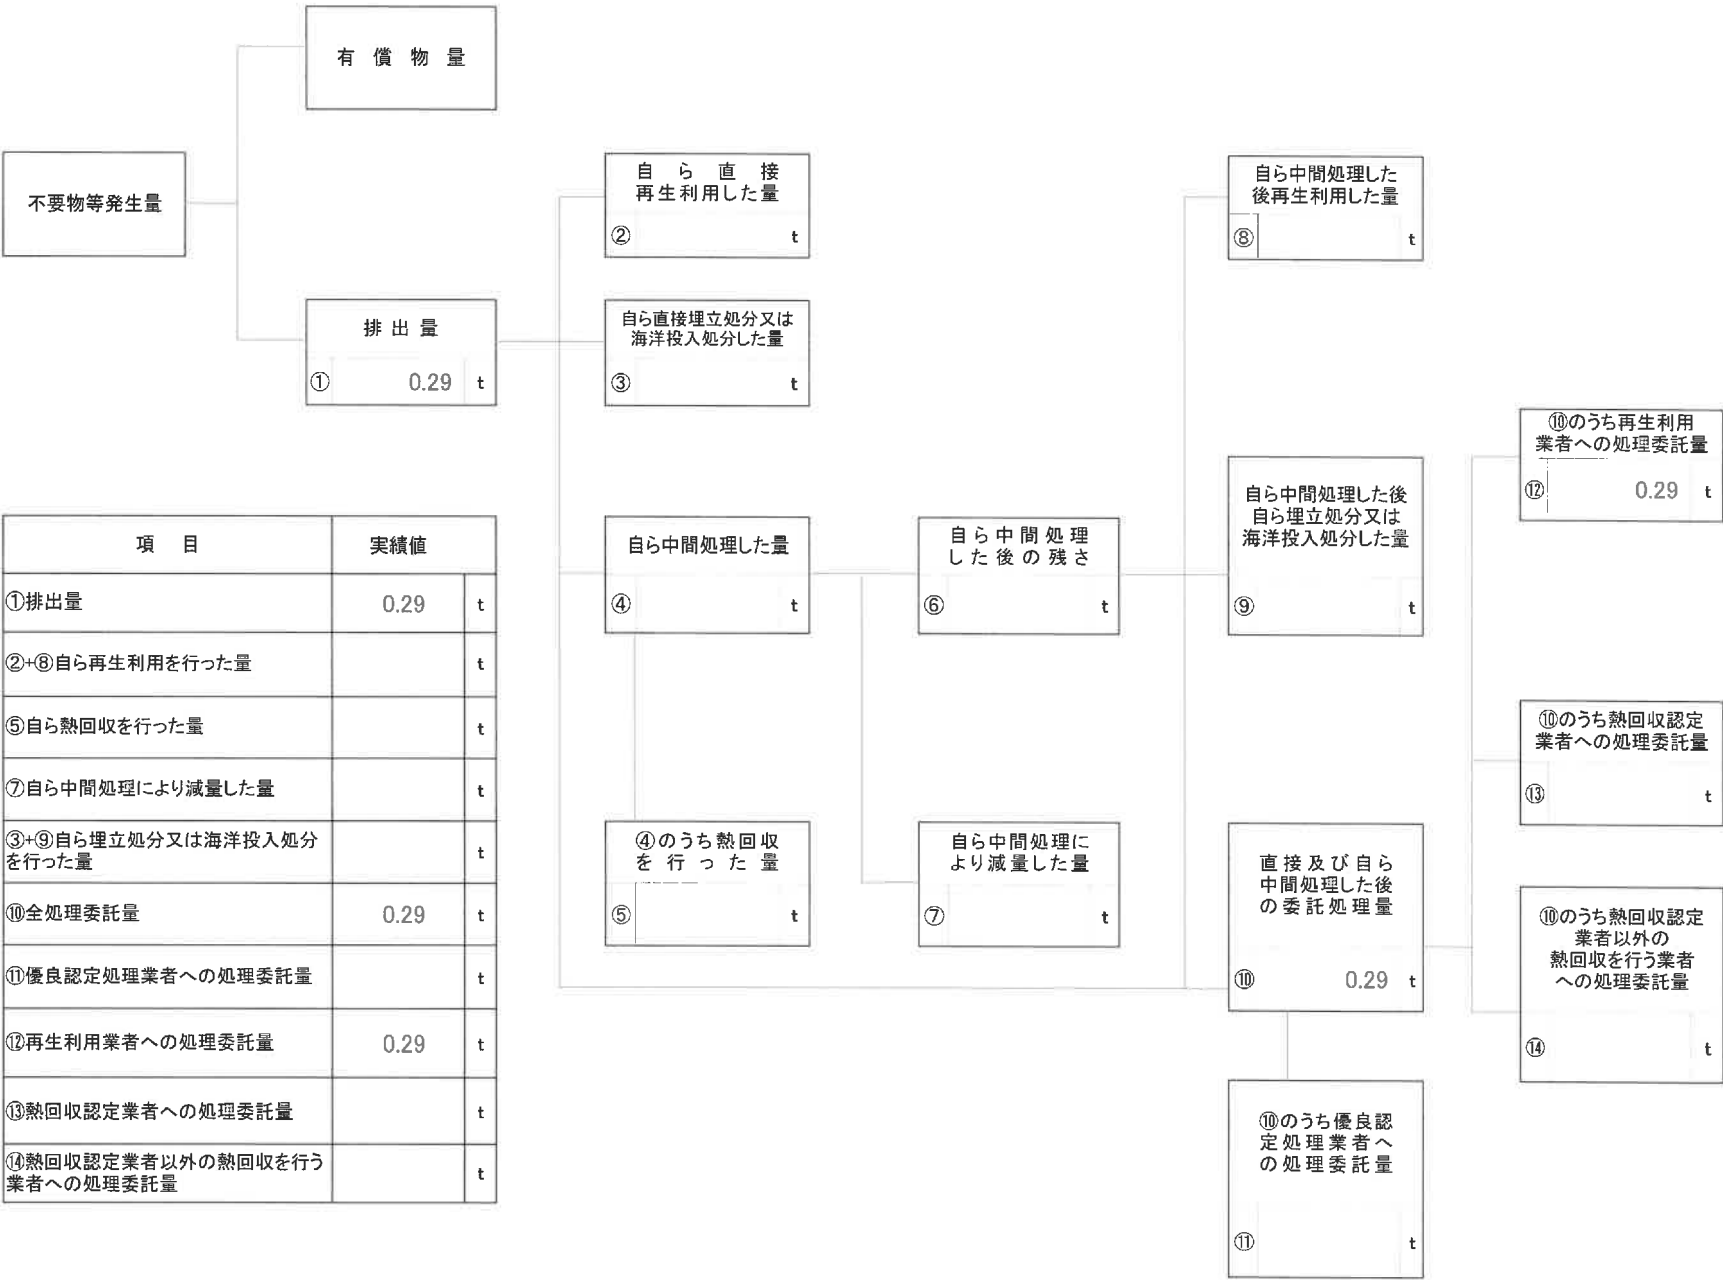 有償物量
不要物等発生量
排出量
① 0.29 t
自ら直接
再生利用した量
② t
自ら直接埋立処分又は
海洋投入処分した量
③ t
自ら中間処理した量
④ t
④のうち熱回収
を行った量
⑤ t
自ら中間処理
した後の残さ
⑥ t
自ら中間処理に
より減量した量
⑦ t
自ら中間処理した
後再生利用した量
⑧ t
自ら中間処理した後
自ら埋立処分又は
海洋投入処分した量
⑨ t
直接及び自ら
中間処理した後
の委託処理量
⑩ 0.29 t
⑩のうち優良認
定処理業者へ
の処理委託量
⑪ t
⑩のうち再生利用
業者への処理委託量
⑫ 0.29 t
⑩のうち熱回収認定
業者への処理委託量
⑬ t
⑩のうち熱回収認定
業者以外の
熱回収を行う業者
への処理委託量
⑭ t
項目 実績値
①排出量 0.29 t
②+⑧自ら再生利用を行った量 t
⑤自ら熱回収を行った量 t
⑦自ら中間処理により減量した量 t
③+⑨自ら埋立処分又は海洋投入処分
を行った量 t
⑩全処理委託量 0.29 t
⑪優良認定処理業者への処理委託量 t
⑫再生利用業者への処理委託量 0.29 t
⑬熱回収認定業者への処理委託量 t
⑭熱回収認定業者以外の熱回収を行う
業者への処理委託量 t